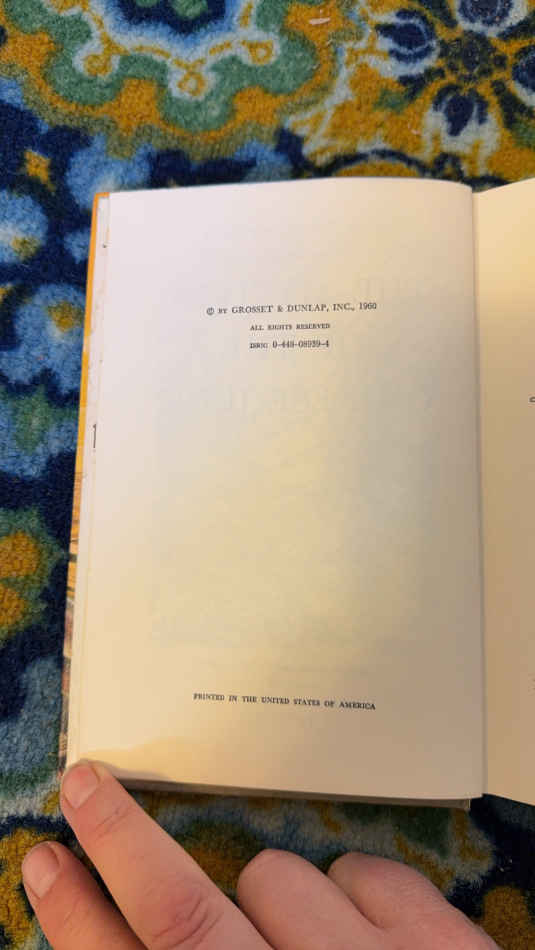 © BY GROSSET & DUNLAP, INC., 1960
ALL RIGHTS RESERVED
ISBN: 0-448-08939-4
PRINTED IN THE UNITED STATES OF AMERICA